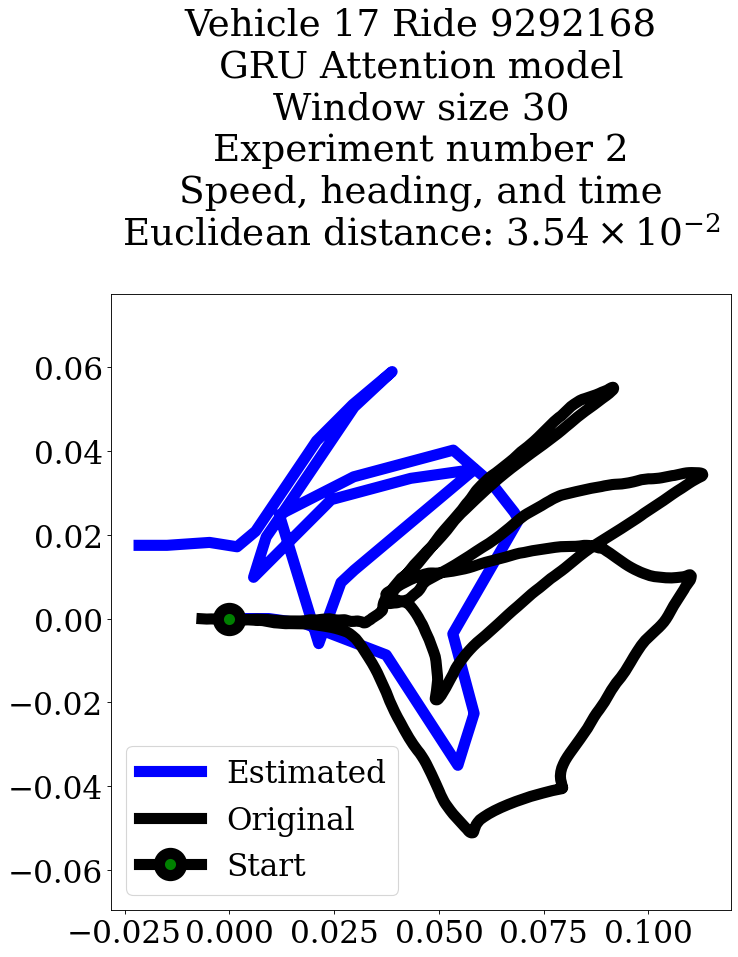 Vehicle 17 Ride 9292168
GRU Attention model
Window size 30
Experiment number 2
Speed, heading, and time
Euclidean distance: 3.54 × 10⁻²
0.06
0.04
0.02
0.00
−0.02
−0.04
−0.06
Estimated
Original
Start
−0.025 0.000 0.025 0.050 0.075 0.100